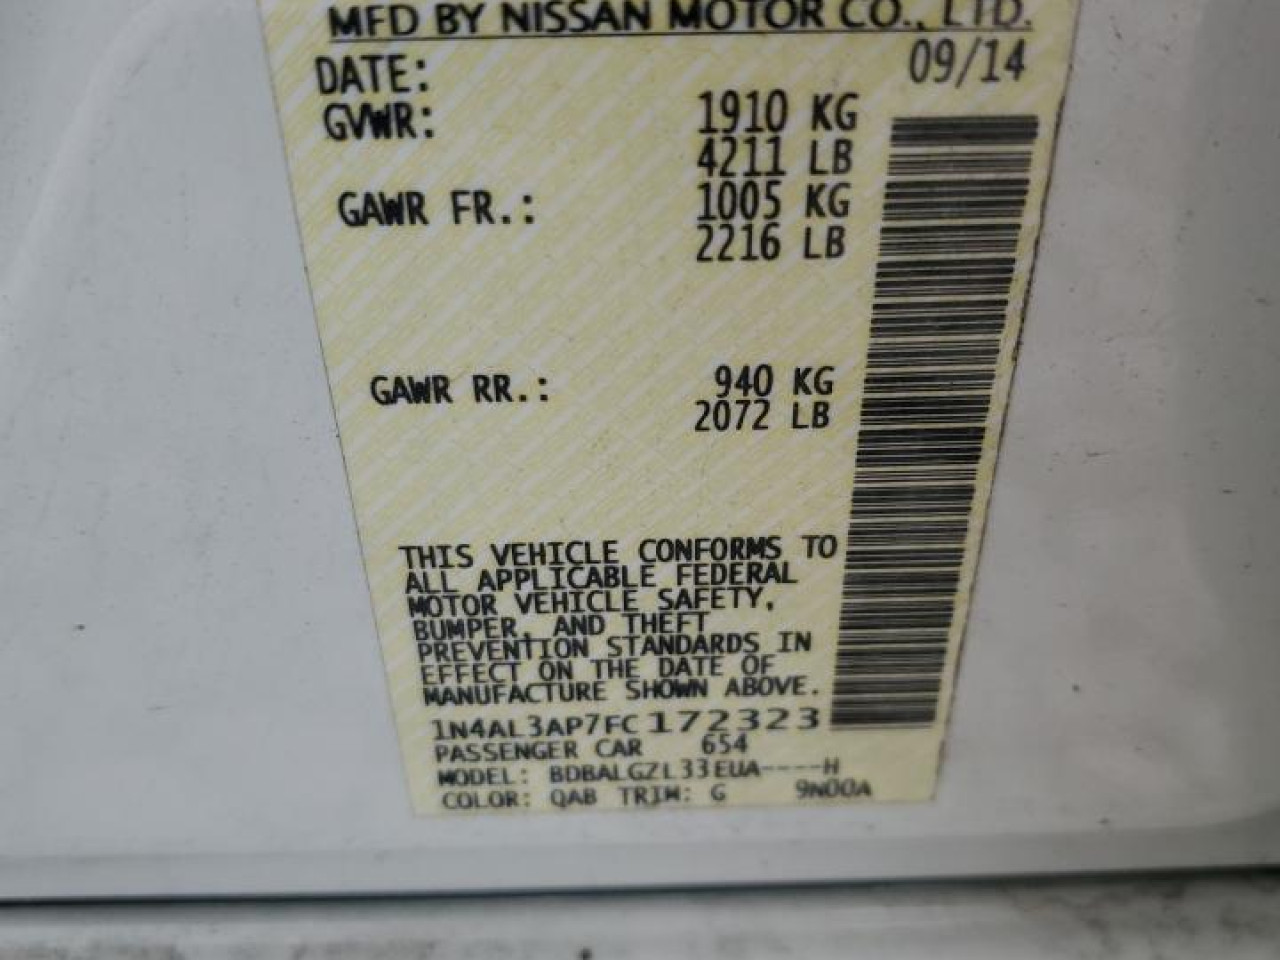 MFD BY NISSAN MOTOR CO., LTD.
DATE: 09/14
GVWR: 1910 KG
4211 LB
GAWR FR.: 1005 KG
2216 LB
GAWR RR.: 940 KG
2072 LB
THIS VEHICLE CONFORMS TO
ALL APPLICABLE FEDERAL
MOTOR VEHICLE SAFETY,
BUMPER, AND THEFT
PREVENTION STANDARDS IN
EFFECT ON THE DATE OF
MANUFACTURE SHOWN ABOVE.
1N4AL3AP7FC172323
PASSENGER CAR 654
MODEL: BDBALGZL33EUA----H
COLOR: QAB TRIM: G 9N00A